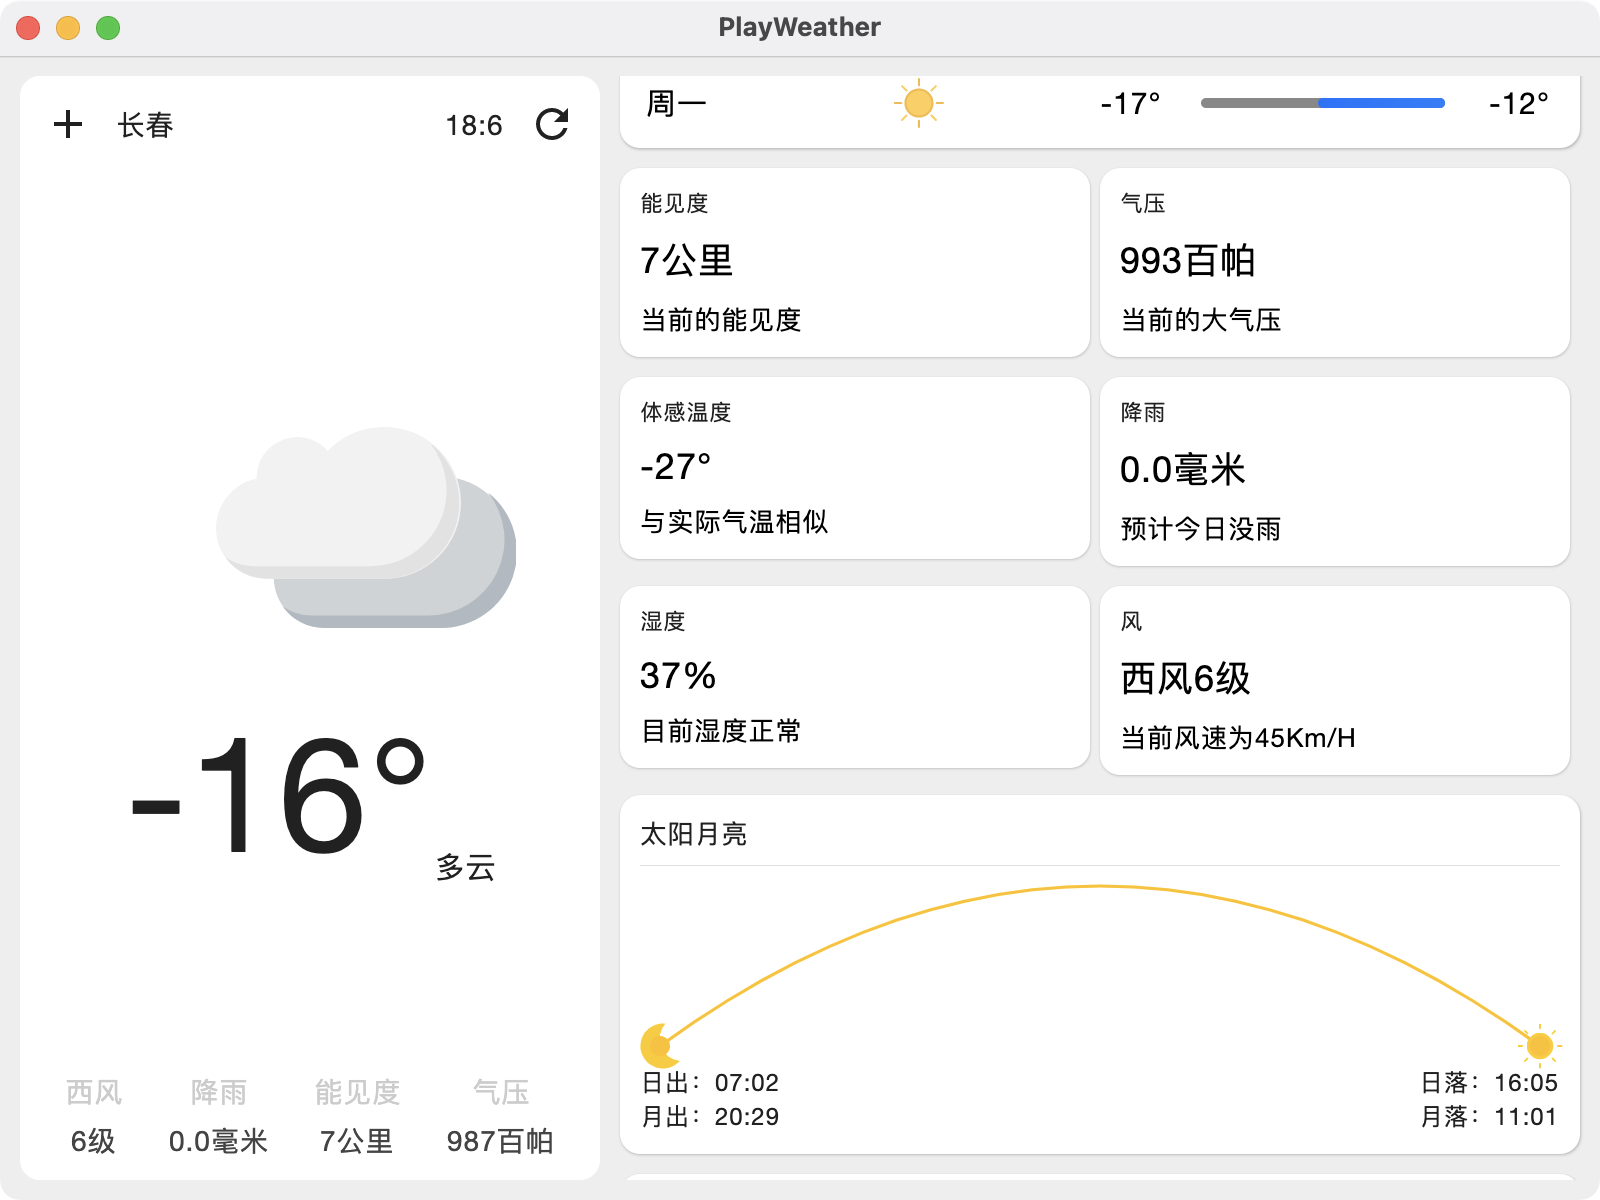 PlayWeather
长春
18:6
-16°
多云
西风 降雨 能见度 气压
6级 0.0毫米 7公里 987百帕
周一 -17° -12°
能见度
7公里
当前的能见度
气压
993百帕
当前的大气压
体感温度
-27°
与实际气温相似
降雨
0.0毫米
预计今日没雨
湿度
37%
目前湿度正常
风
西风6级
当前风速为45Km/H
太阳月亮
日出：07:02
月出：20:29
日落：16:05
月落：11:01